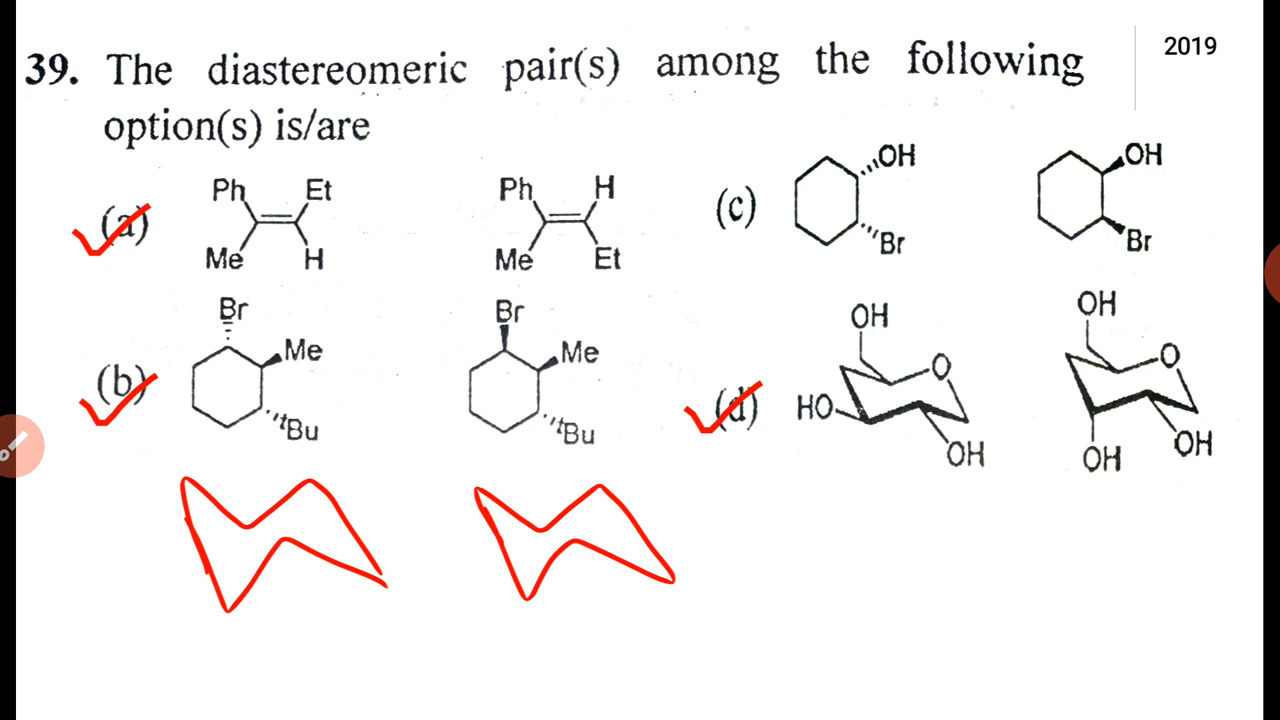 39. The diastereomeric pair(s) among the following
option(s) is/are
2019
(a)
Ph Et
Me H
Ph H
Me Et
(b)
Br
Me
ᵗBu
Br
Me
ᵗBu
(c)
OH
Br
OH
Br
(d)
OH
O
HO
OH
OH
O
OH
OH